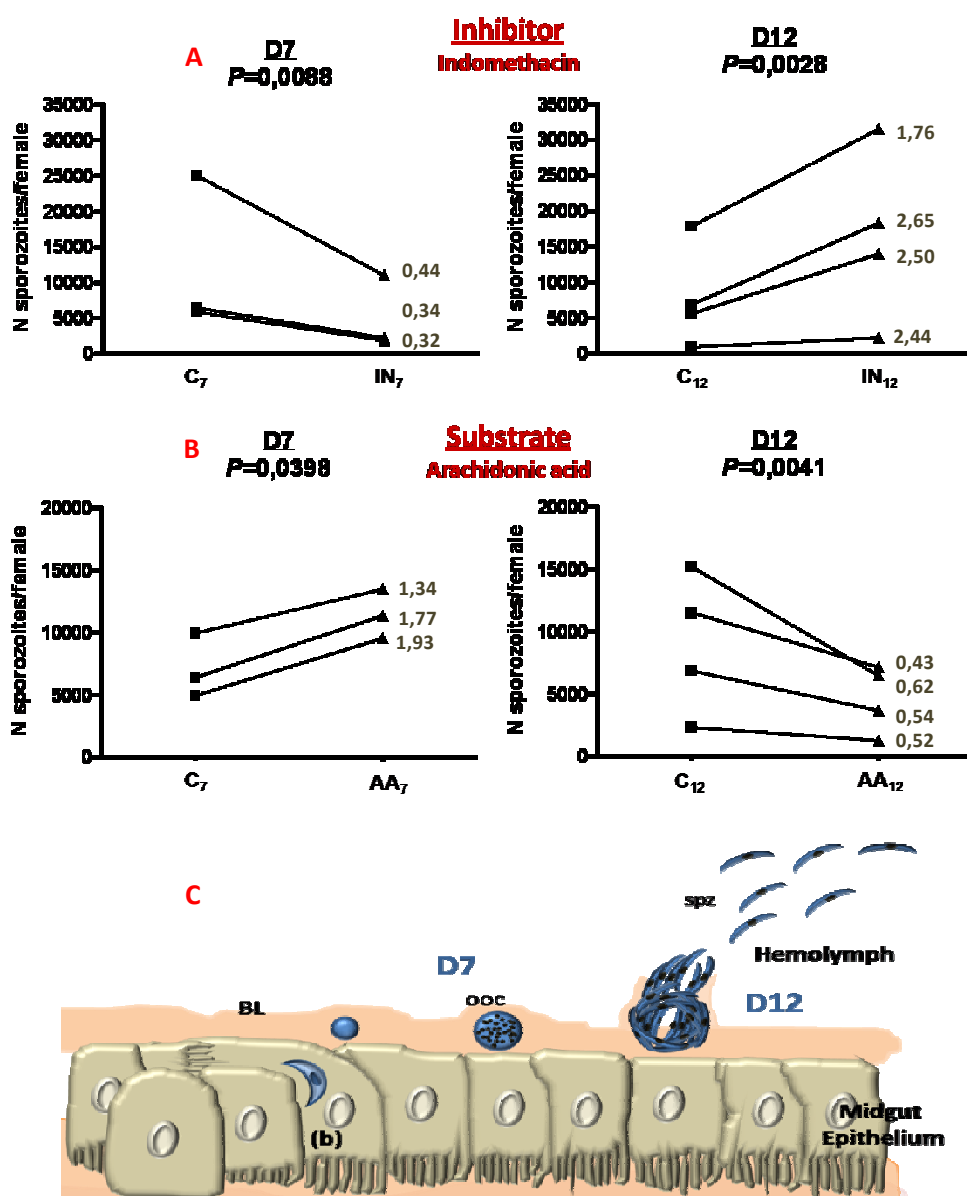 A
D7
P=0,0088
Inhibitor
Indomethacin
D12
P=0,0028
N sporozoites/female
35000
30000
25000
20000
15000
10000
5000
0
0,44
0,34
0,32
C7
IN7
N sporozoites/female
35000
30000
25000
20000
15000
10000
5000
0
1,76
2,65
2,50
2,44
C12
IN12
B
D7
P=0,0398
Substrate
Arachidonic acid
D12
P=0,0041
N sporozoites/female
20000
15000
10000
5000
0
1,34
1,77
1,93
C7
AA7
N sporozoites/female
20000
15000
10000
5000
0
0,43
0,62
0,54
0,52
C12
AA12
C
spz
Hemolymph
D7
ooc
D12
BL
(b)
Midgut
Epithelium